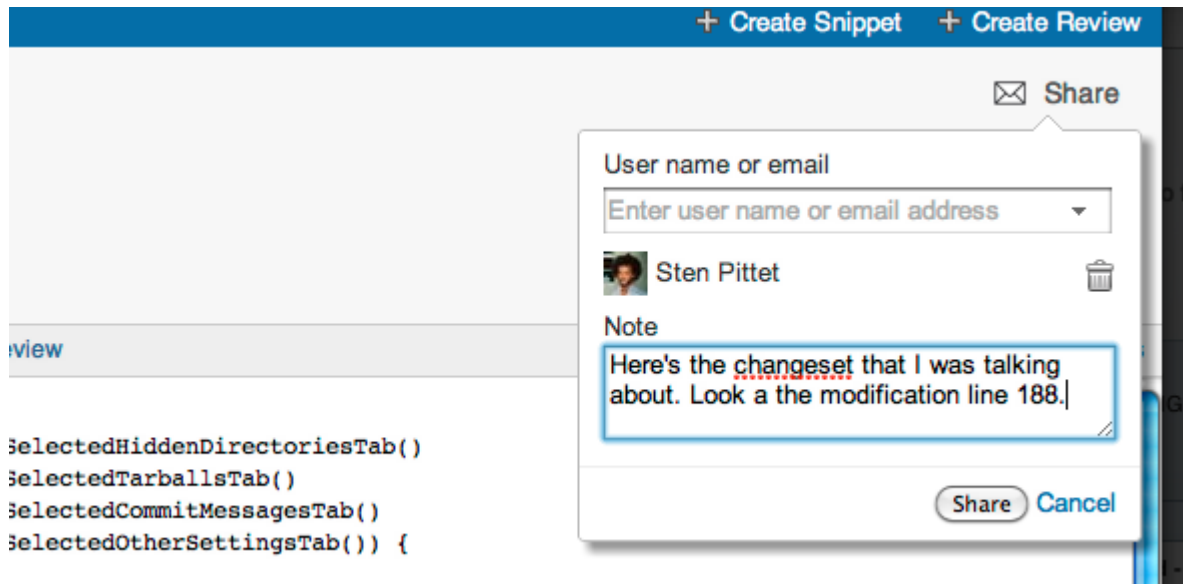 + Create Snippet + Create Review
Share
User name or email
Enter user name or email address
Sten Pittet
Note
Here's the changeset that I was talking
about. Look a the modification line 188.
view
SelectedHiddenDirectoriesTab()
SelectedTarballsTab()
SelectedCommitMessagesTab()
SelectedOtherSettingsTab()) {
Share Cancel